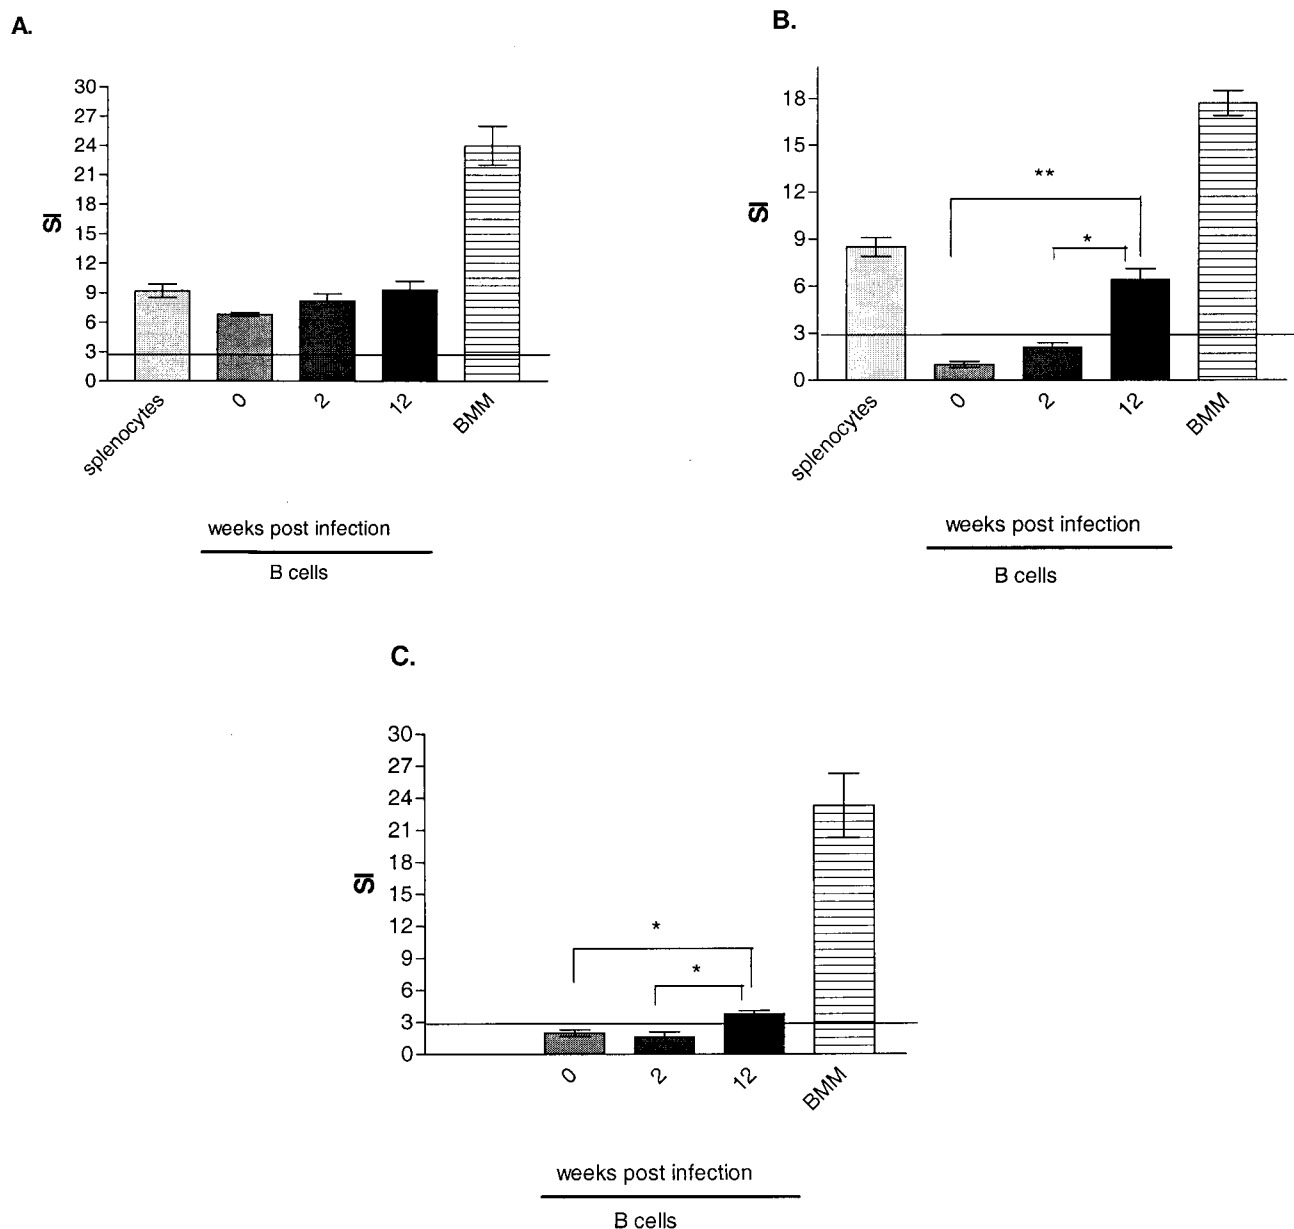 A.
30
27
24
21
18
15
12
9
6
3
0
SI
splenocytes
0
2
12
BMM
weeks post infection
B cells
B.
18
15
12
9
6
3
0
SI
**
*
splenocytes
0
2
12
BMM
weeks post infection
B cells
C.
30
27
24
21
18
15
12
9
6
3
0
SI
*
*
0
2
12
BMM
weeks post infection
B cells